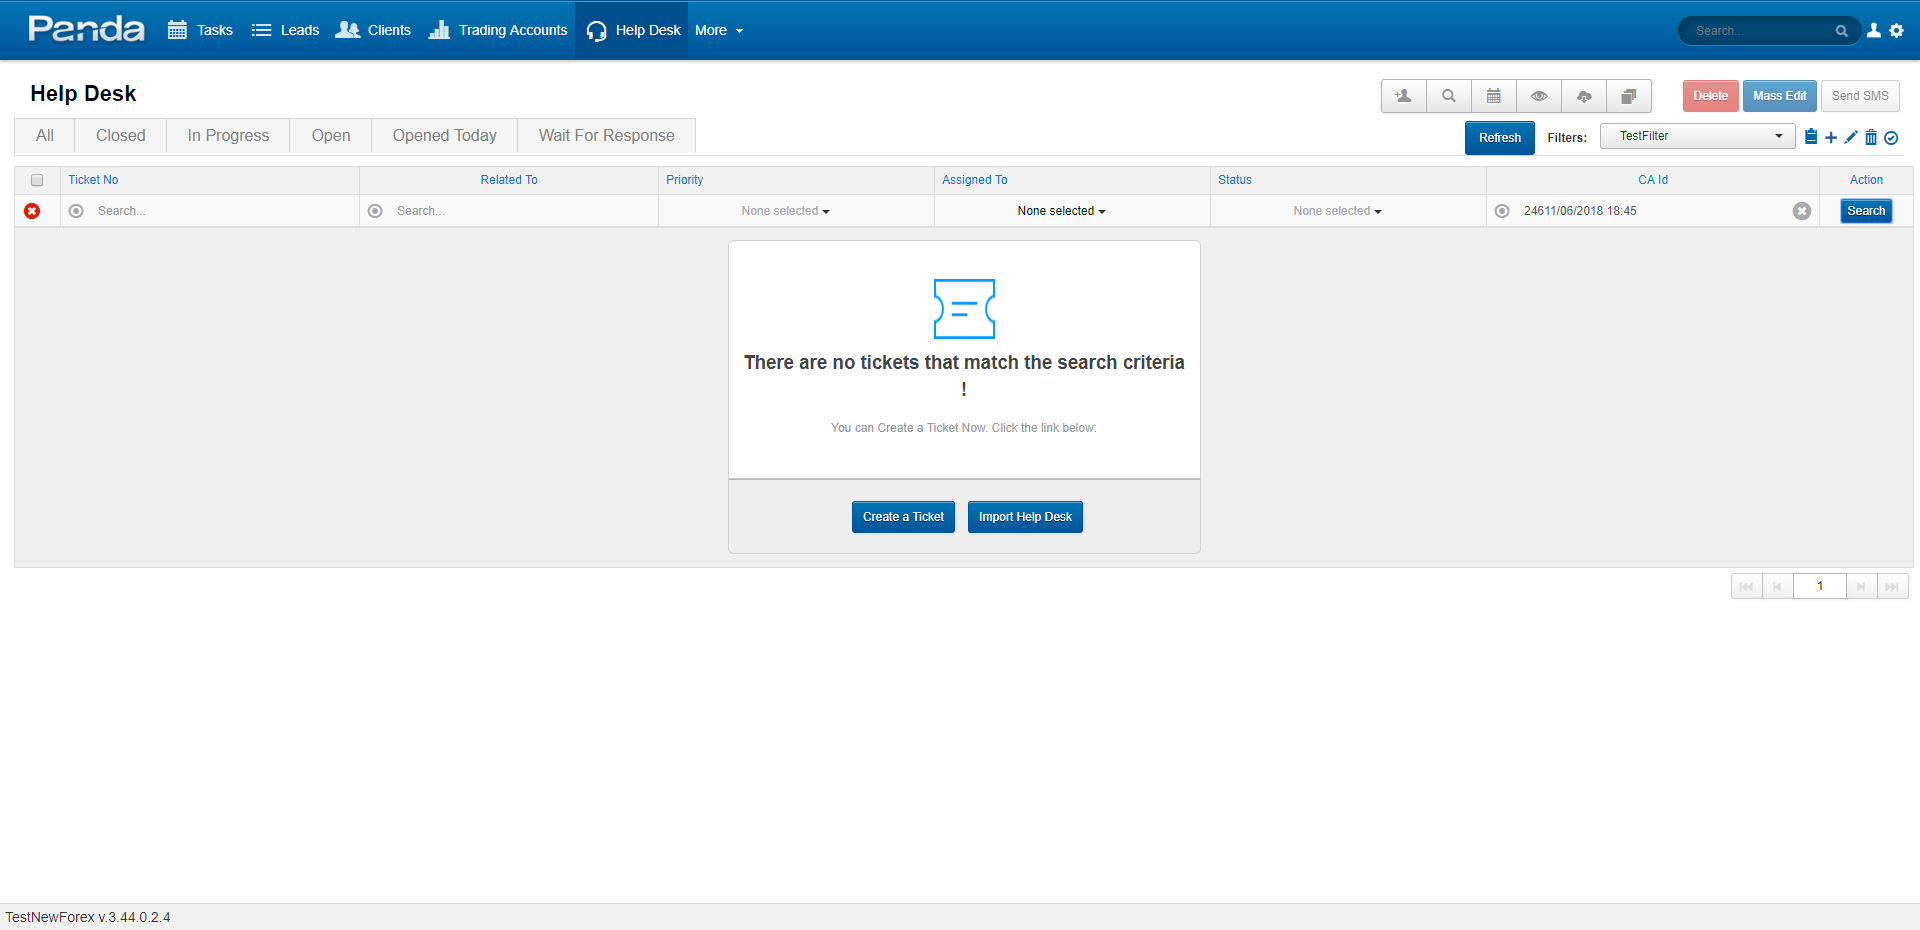 Panda Tasks Leads Clients Trading Accounts Help Desk More Search...
Help Desk Delete Mass Edit Send SMS
All Closed In Progress Open Opened Today Wait For Response Refresh Filters: TestFilter
Ticket No Related To Priority Assigned To Status CA Id Action
Search... Search... None selected None selected None selected 24611/06/2018 18:45 Search
There are no tickets that match the search criteria
!
You can Create a Ticket Now. Click the link below:
Create a Ticket Import Help Desk
1
TestNewForex v.3.44.0.2.4